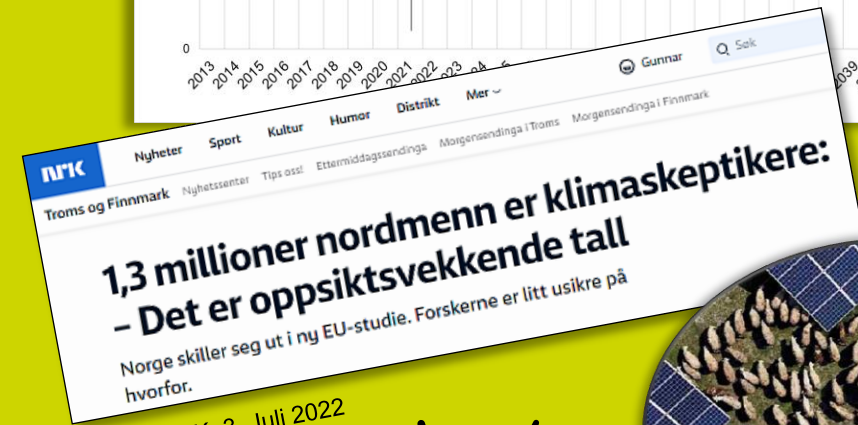 0
2013 2014 2015 2016 2017 2018 2019 2020 2021
nrk Nyheter Sport Kultur Humor Distrikt Mer Gunnar Søk
Troms og Finnmark Nyhetssenter Tips oss! Ettermiddagssendinga Morgensendinga i Troms Morgensendinga i Finnmark
1,3 millioner nordmenn er klimaskeptikere:
– Det er oppsiktsvekkende tall
Norge skiller seg ut i ny EU-studie. Forskerne er litt usikre på
hvorfor.
Juli 2022